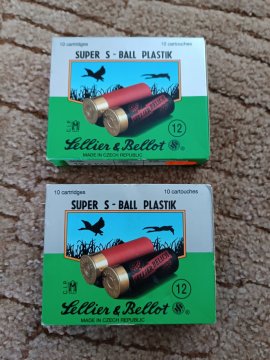 10 cartridges 10 cartouches
SUPER S - BALL PLASTIK
12
Sellier & Bellot
MADE IN CZECH REPUBLIC
10 cartridges 10 cartouches
SUPER S - BALL PLASTIK
12
Sellier & Bellot ®
MADE IN CZECH REPUBLIC